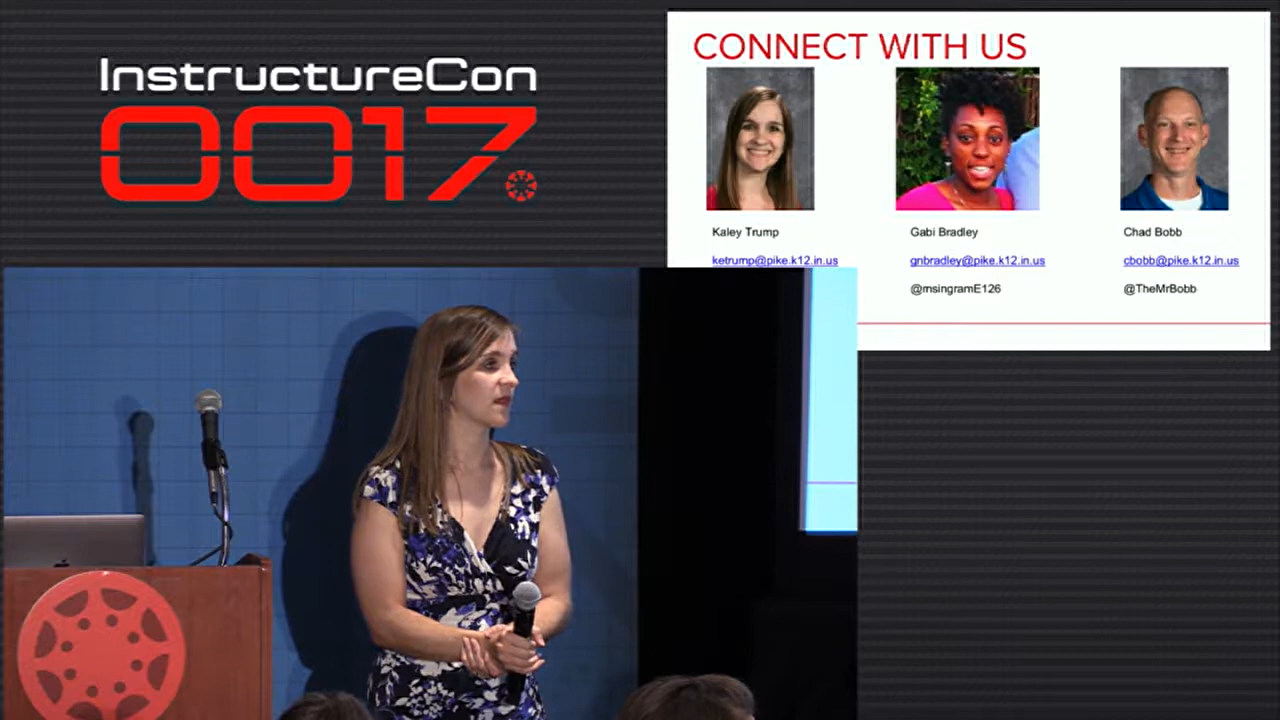 InstructureCon
0017
CONNECT WITH US
Kaley Trump
Gabi Bradley
Chad Bobb
ketrump@pike.k12.in.us
gnbradley@pike.k12.in.us
cbobb@pike.k12.in.us
@msingramE126
@TheMrBobb